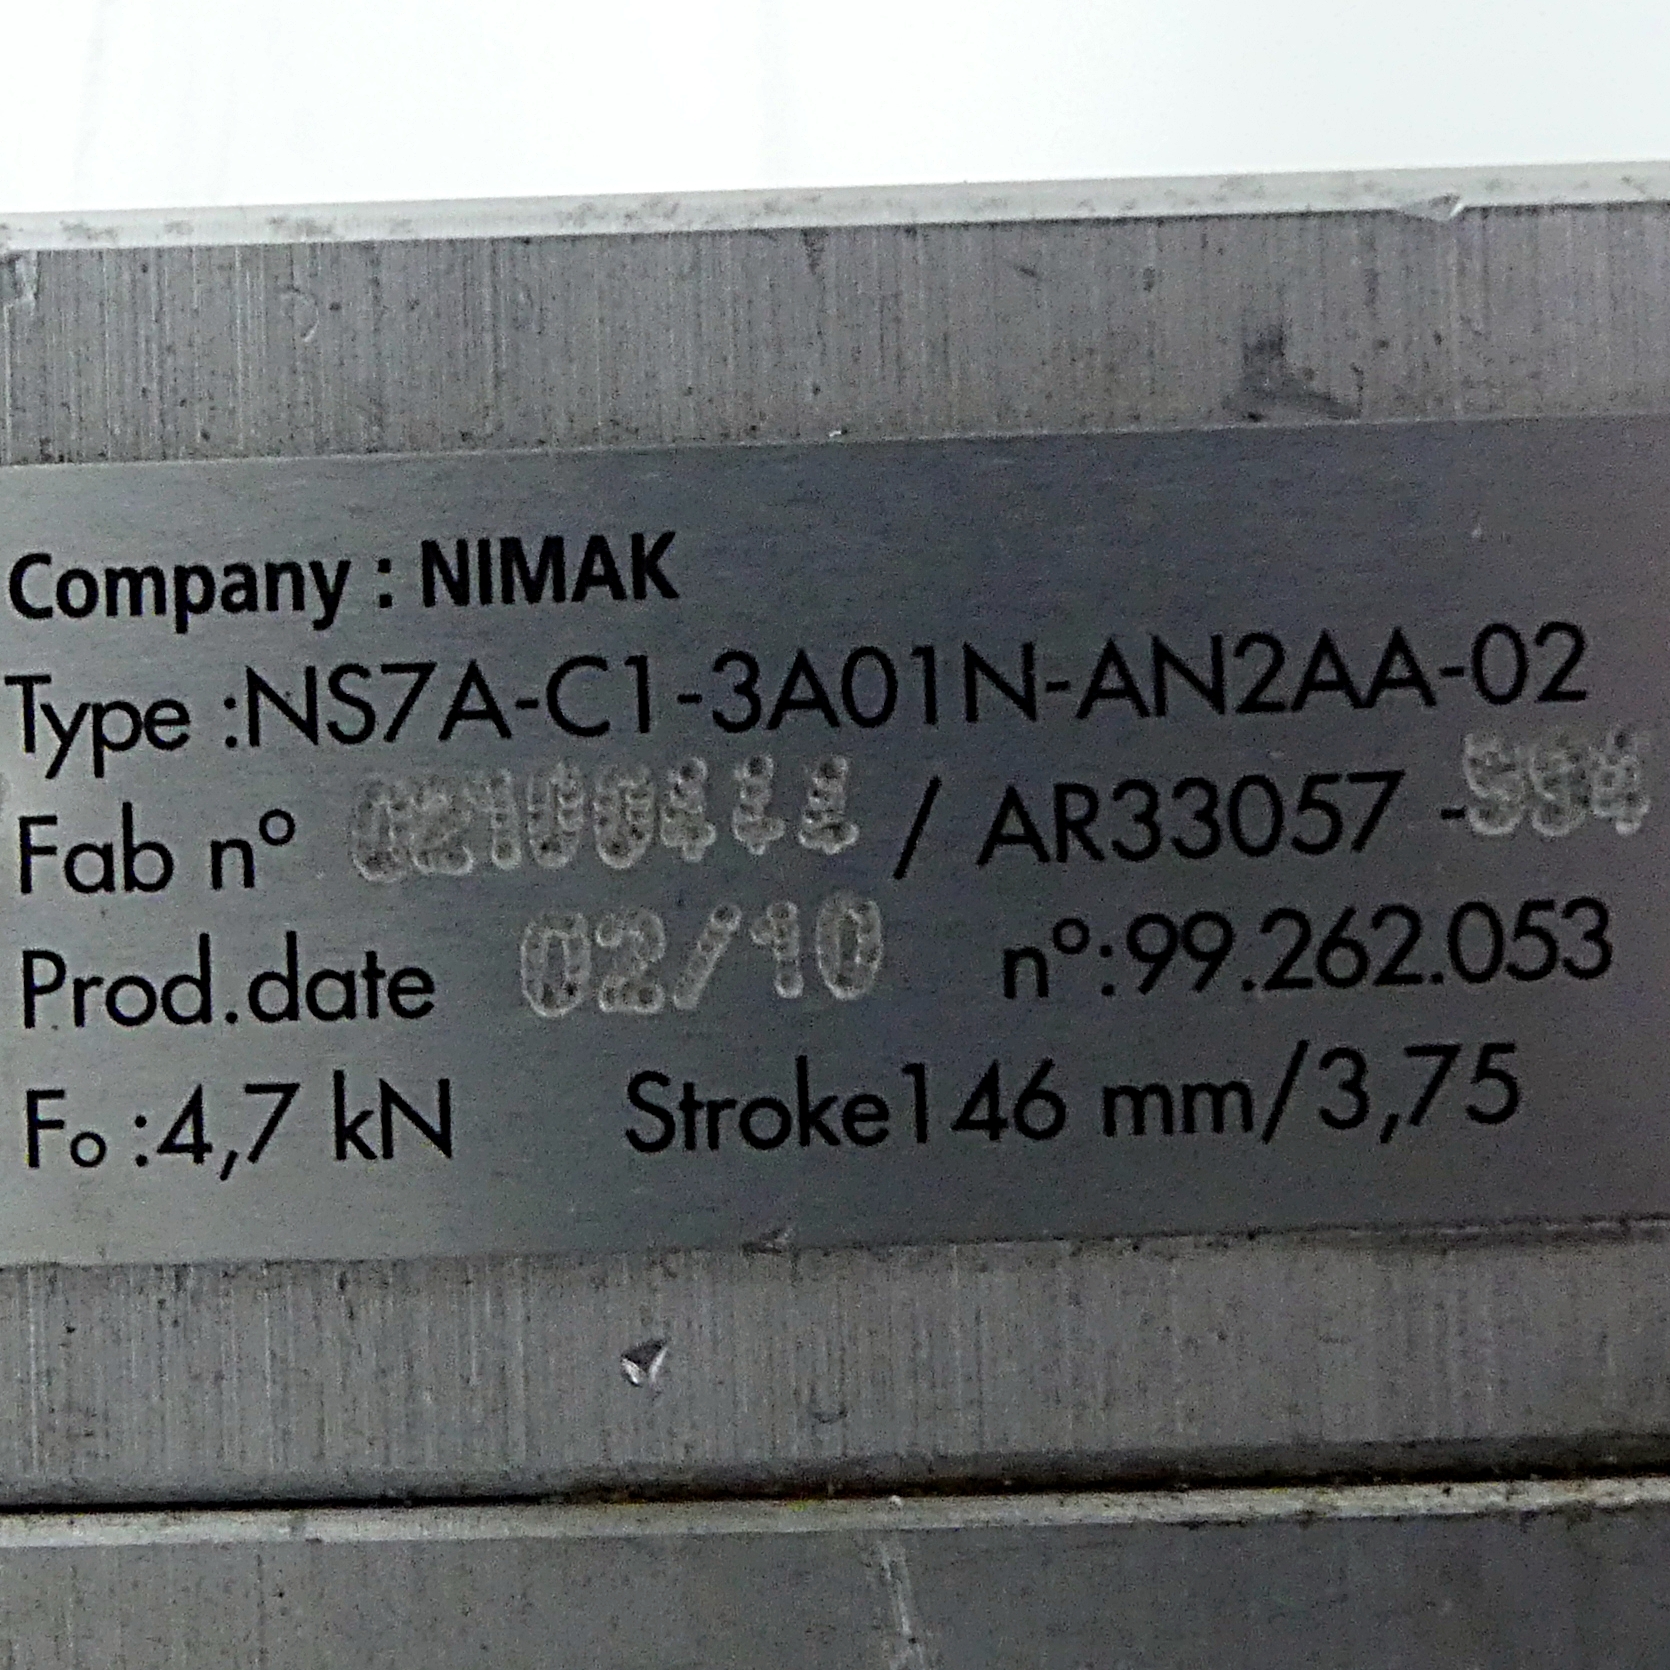 Company : NIMAK
Type :NS7A-C1-3A01N-AN2AA-02
Fab n° / AR33057 -
Prod.date 02/10 n°:99.262.053
Fo :4,7 kN Stroke146 mm/3,75